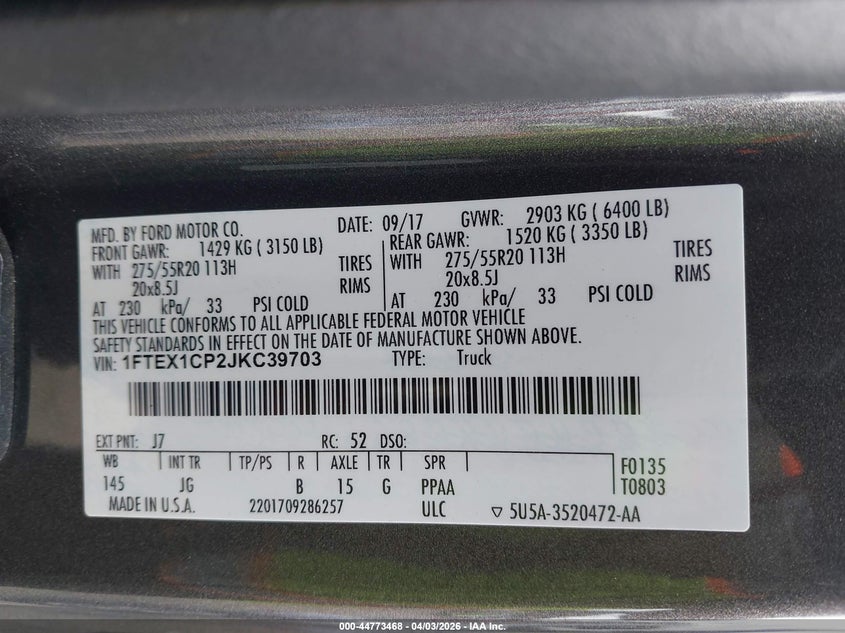 MFD. BY FORD MOTOR CO. DATE: 09/17 GVWR: 2903 KG ( 6400 LB)
FRONT GAWR: 1429 KG ( 3150 LB) REAR GAWR: 1520 KG ( 3350 LB)
WITH 275/55R20 113H TIRES WITH 275/55R20 113H TIRES
20x8.5J RIMS 20x8.5J RIMS
AT 230 kPa/ 33 PSI COLD AT 230 kPa/ 33 PSI COLD
THIS VEHICLE CONFORMS TO ALL APPLICABLE FEDERAL MOTOR VEHICLE
SAFETY STANDARDS IN EFFECT ON THE DATE OF MANUFACTURE SHOWN ABOVE.
VIN: 1FTEX1CP2JKC39703 TYPE: Truck
EXT PNT: J7 RC: 52 DSO:
WB INT TR TP/PS R AXLE TR SPR F0135
145 JG B 15 G PPAA T0803
MADE IN U.S.A. 2201709286257 ULC ▽ 5U5A-3520472-AA
000-44773468 - 04/03/2026 - IAA Inc.